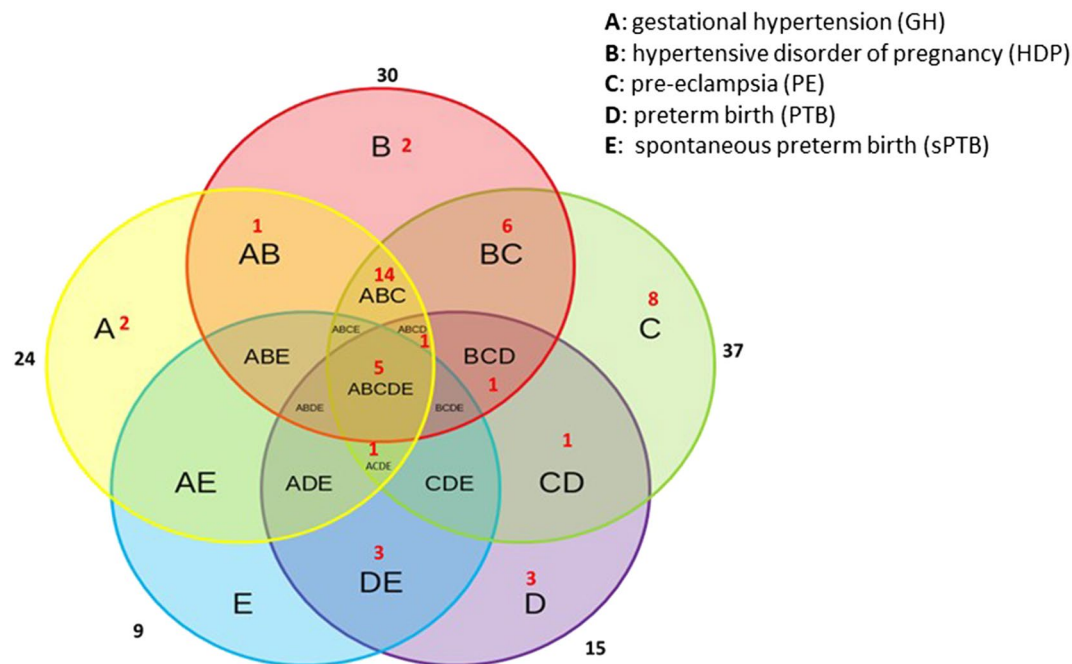 A: gestational hypertension (GH)
B: hypertensive disorder of pregnancy (HDP)
C: pre-eclampsia (PE)
D: preterm birth (PTB)
E: spontaneous preterm birth (sPTB)
30
B 2
1
AB
6
BC
14
ABC
8
C
A 2
ABCE
ABCD
1
24
37
ABE
BCD
1
5
ABCDE
ABDE
BCDE
1
ACDE
1
CD
AE
ADE
CDE
3
DE
3
D
E
9
15